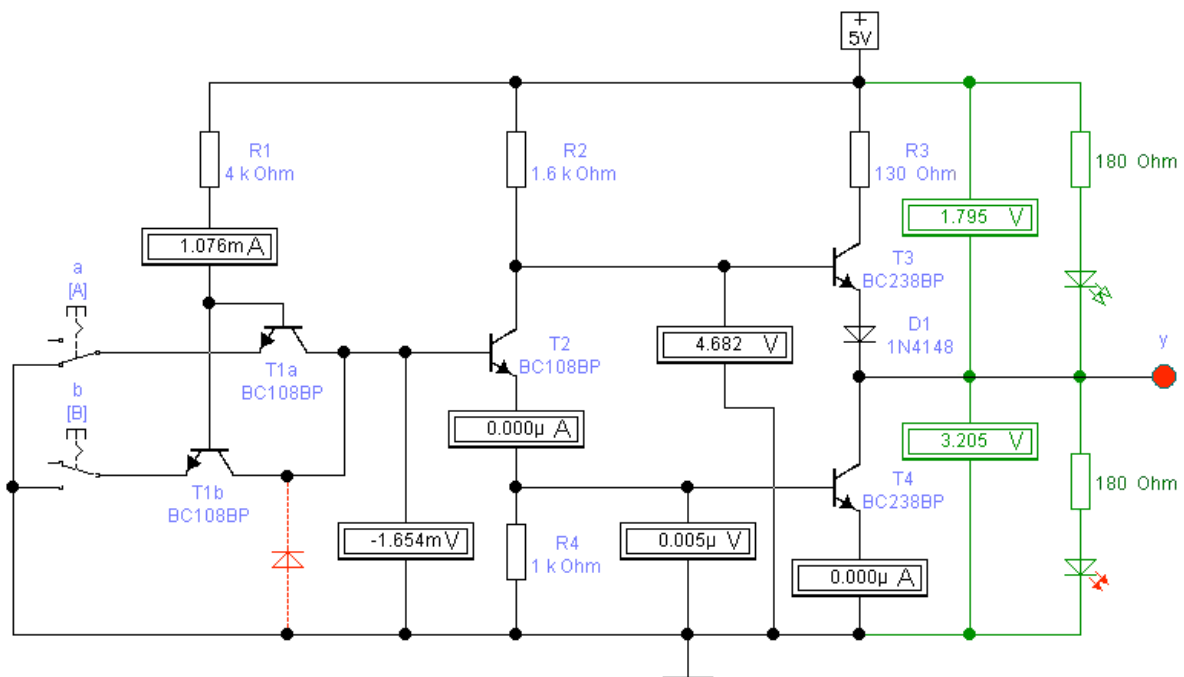 +
5V
R1
4 k Ohm
R2
1.6 k Ohm
R3
130 Ohm
180 Ohm
1.795 V
1.076m A
a
[A]
T3
BC238BP
T1a
BC108BP
T2
BC108BP
4.682 V
D1
1N4148
y
b
[B]
0.000µ A
3.205 V
T1b
BC108BP
T4
BC238BP
180 Ohm
-1.654m V
R4
1 k Ohm
0.005µ V
0.000µ A